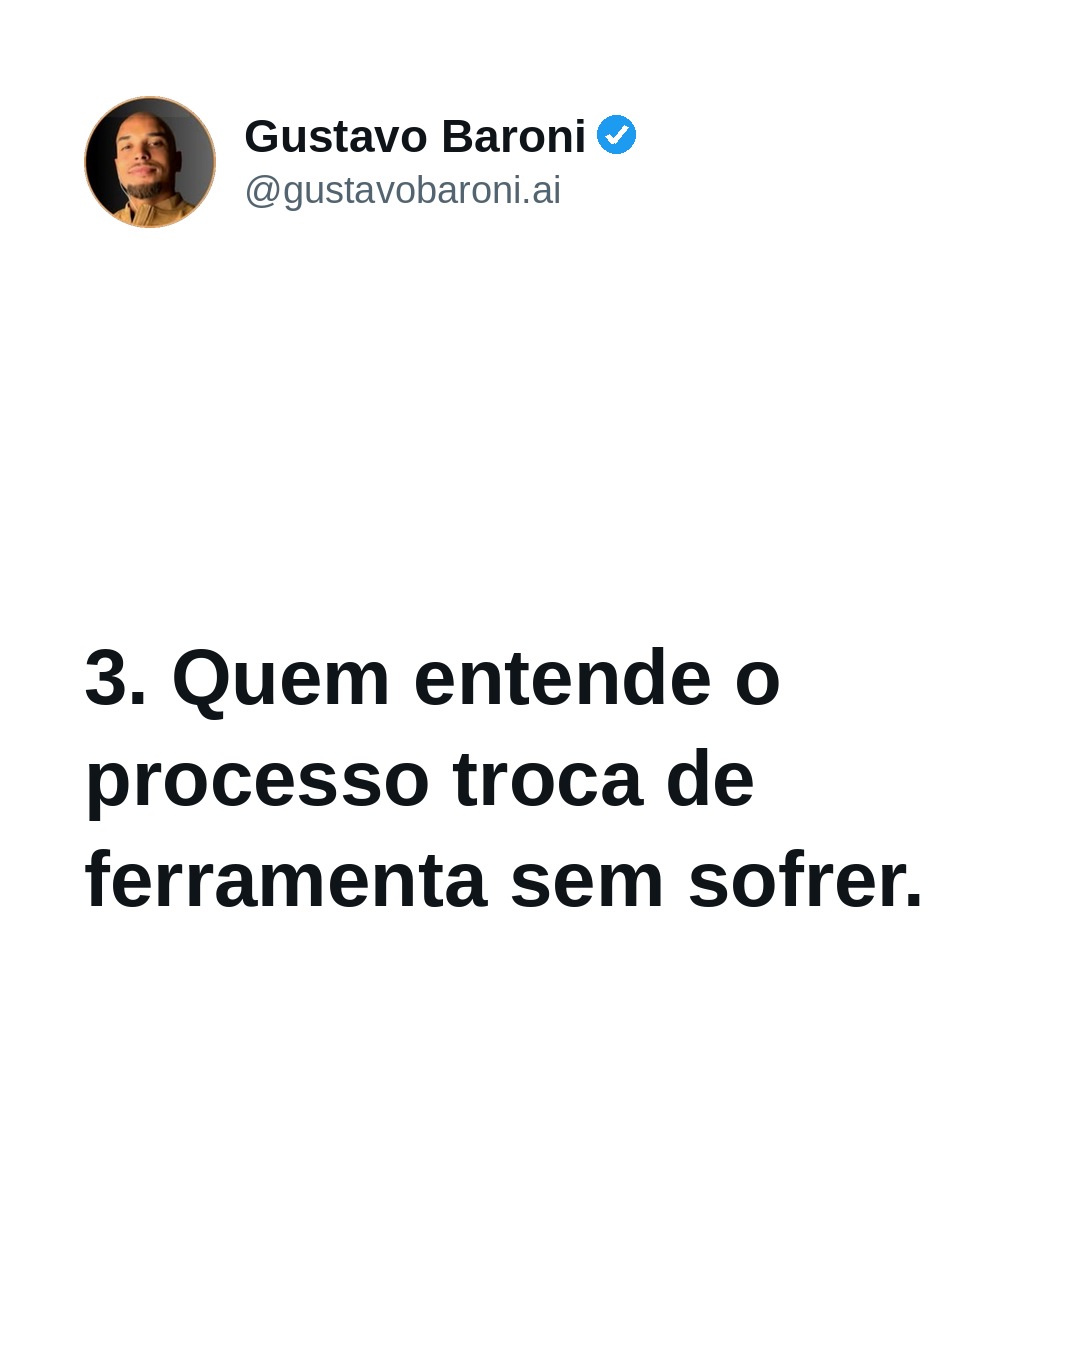 Gustavo Baroni
@gustavobaroni.ai
3. Quem entende o
processo troca de
ferramenta sem sofrer.